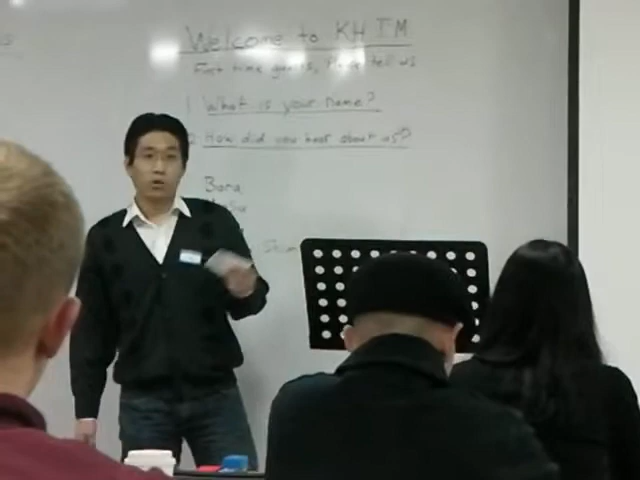 Welcome to KHTM
First time guests, please tell us
1. What is your name?
2. How did you hear about us?
Bora